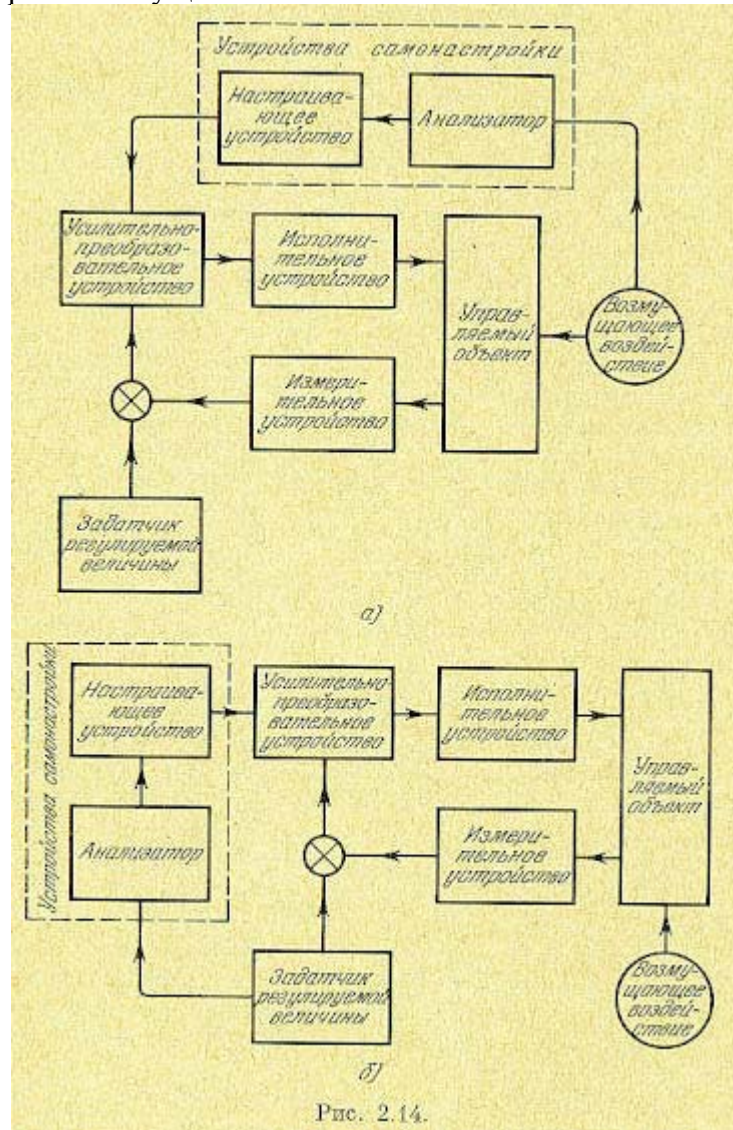 Устройства самонастройки
Настраива-
ющее
устройство
Анализатор
Усилительно-
преобразо-
вательное
устройство
Исполни-
тельное
устройство
Управ-
ляемый
объект
Возму-
щающее
воздей-
ствие
Измери-
тельное
устройство
Задатчик
регулируемой
величины
а)
Устройства самонастройки
Настраива-
ющее
устройство
Усилительно
преобразо-
вательное
устройство
Исполни-
тельное
устройство
Управ-
ляемый
объект
Анализатор
Измери-
тельное
устройство
Задатчик
регулируемой
величины
Возму-
щающее
воздей-
ствие
б)
Рис. 2.14.